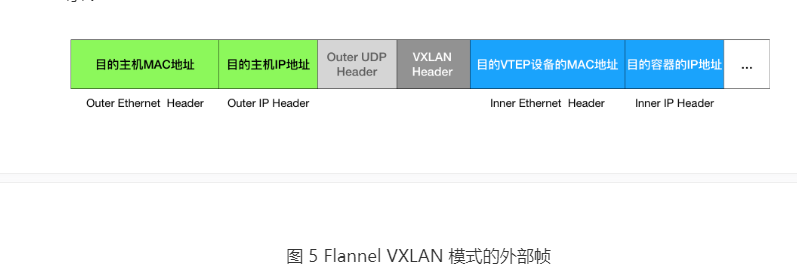 目的主机MAC地址
目的主机IP地址
Outer UDP
Header
VXLAN
Header
目的VTEP设备的MAC地址
目的容器的IP地址
...
Outer Ethernet Header
Outer IP Header
Inner Ethernet Header
Inner IP Header
图 5 Flannel VXLAN 模式的外部帧